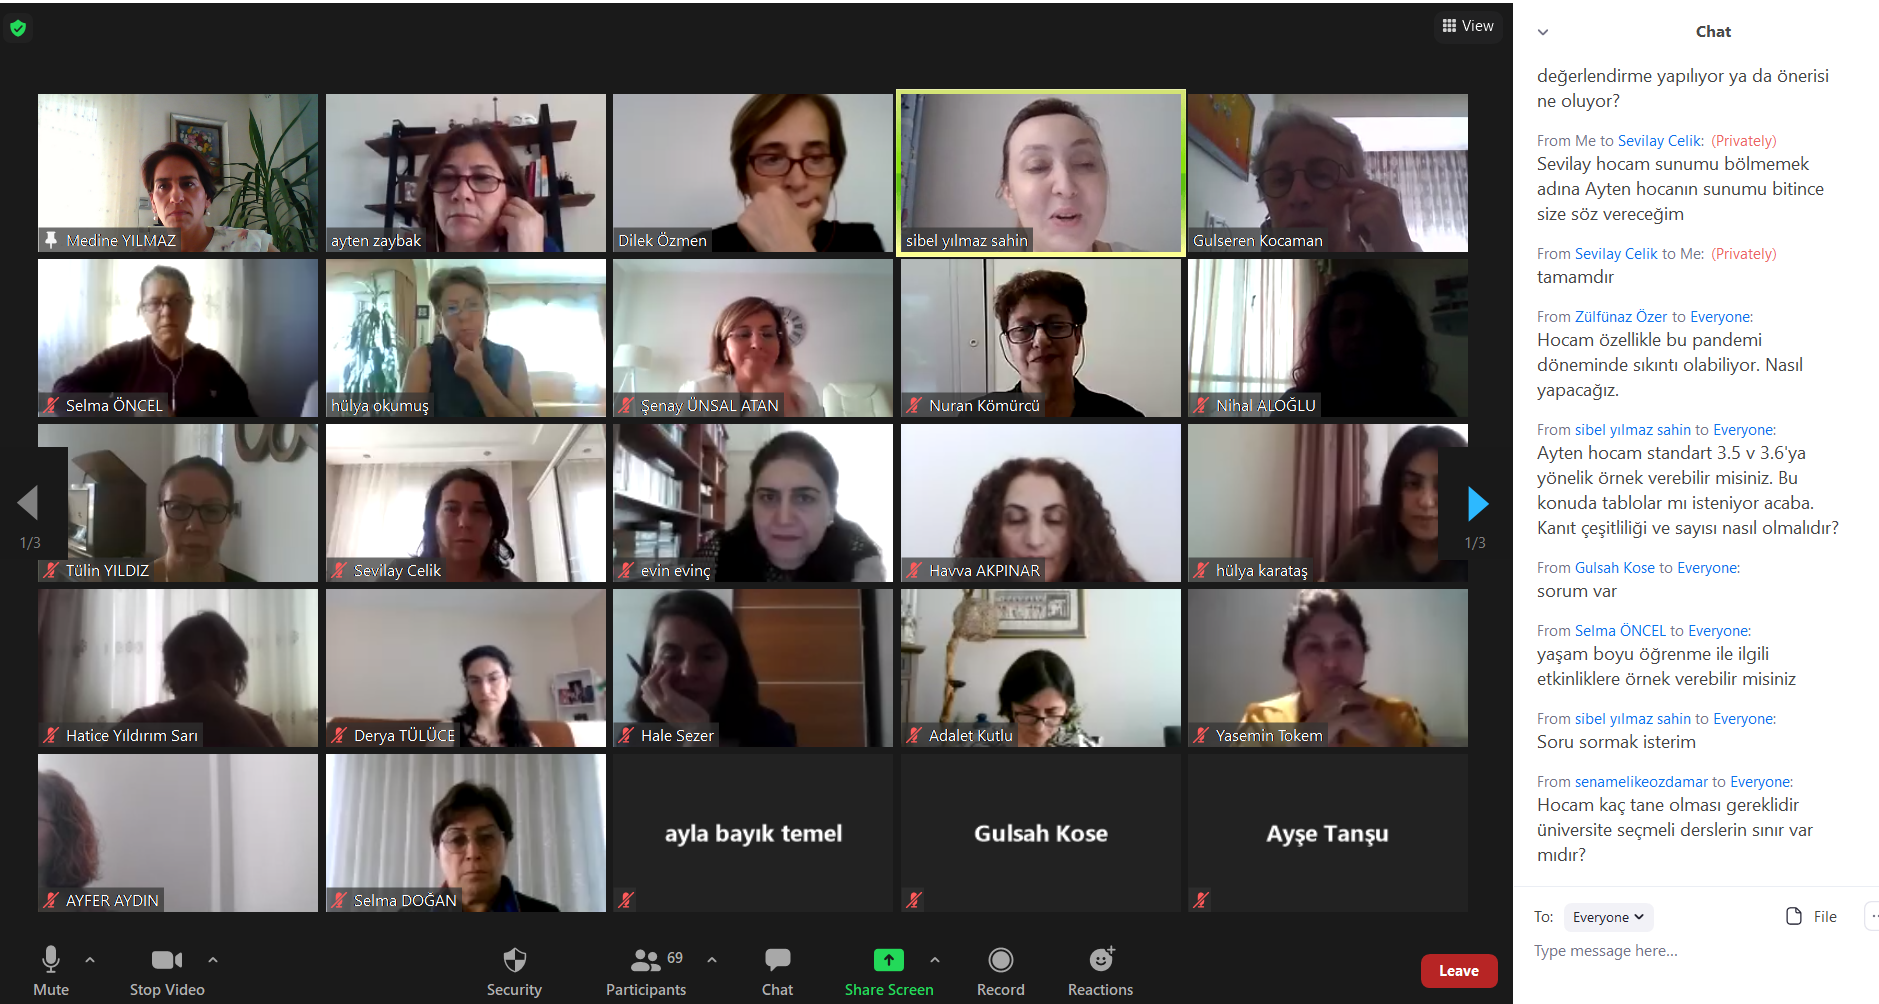 View
Medine YILMAZ
ayten zaybak
Dilek Özmen
sibel yılmaz sahin
Gulseren Kocaman
Selma ÖNCEL
hülya okumuş
Şenay ÜNSAL ATAN
Nuran Kömürcü
Nihal ALOĞLU
1/3
Tülin YILDIZ
Sevilay Celik
evin evinç
Havva AKPINAR
hülya karataş
1/3
Hatice Yıldırım Sarı
Derya TÜLÜCE
Hale Sezer
Adalet Kutlu
Yasemin Tokem
AYFER AYDIN
Selma DOĞAN
ayla bayık temel
Gulsah Kose
Ayşe Tanşu
Mute
Stop Video
Security
Participants
69
Chat
Share Screen
Record
Reactions
Leave
Chat
değerlendirme yapılıyor ya da önerisi
ne oluyor?
From Me to Sevilay Celik: (Privately)
Sevilay hocam sunumu bölmemek
adına Ayten hocanın sunumu bitince
size söz vereceğim
From Sevilay Celik to Me: (Privately)
tamamdır
From Zülfünaz Özer to Everyone:
Hocam özellikle bu pandemi
döneminde sıkıntı olabiliyor. Nasıl
yapacağız.
From sibel yılmaz sahin to Everyone:
Ayten hocam standart 3.5 v 3.6'ya
yönelik örnek verebilir misiniz. Bu
konuda tablolar mı isteniyor acaba.
Kanıt çeşitliliği ve sayısı nasıl olmalıdır?
From Gulsah Kose to Everyone:
sorum var
From Selma ÖNCEL to Everyone:
yaşam boyu öğrenme ile ilgili
etkinliklere örnek verebilir misiniz
From sibel yılmaz sahin to Everyone:
Soru sormak isterim
From senamelikeozdamar to Everyone:
Hocam kaç tane olması gereklidir
üniversite seçmeli derslerin sınır var
mıdır?
To: Everyone
File
Type message here...